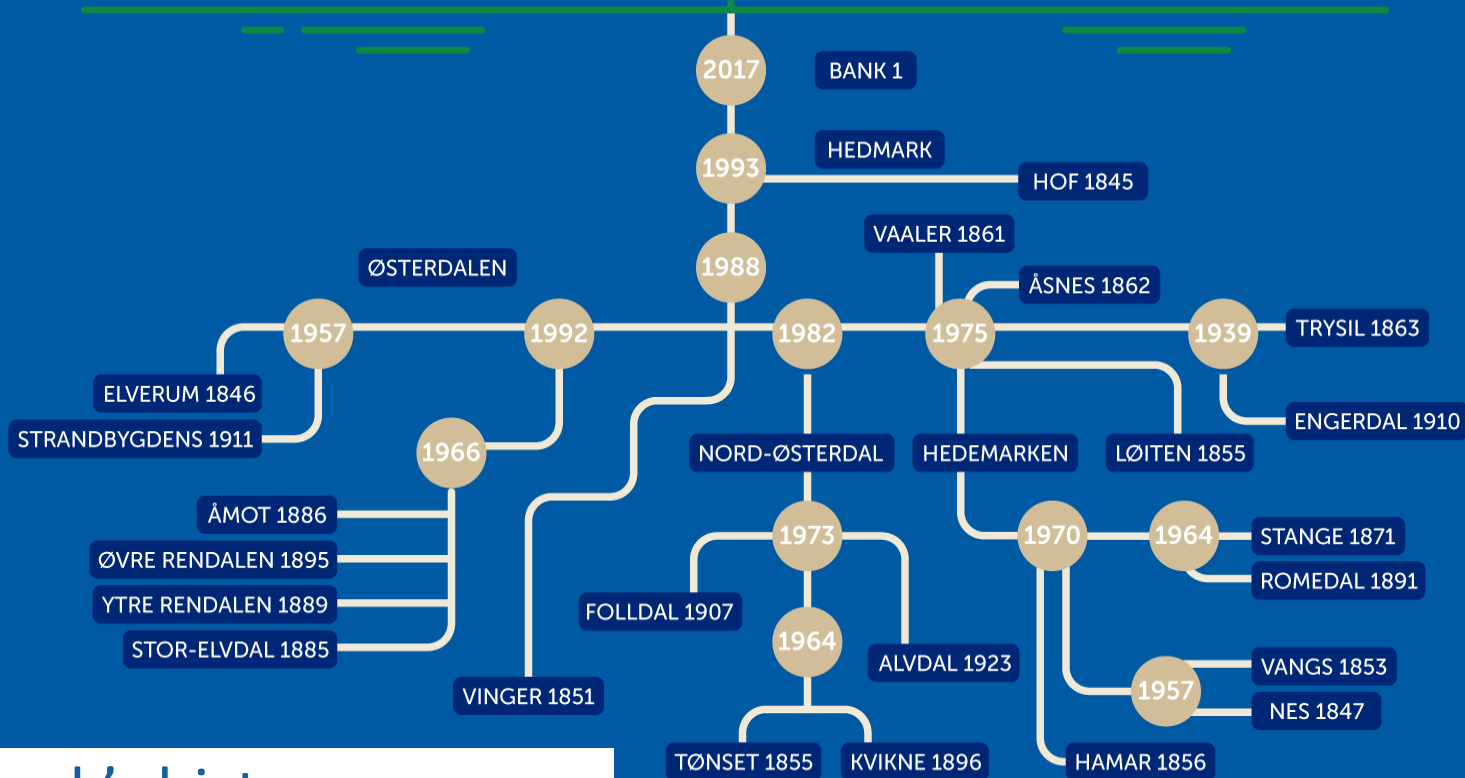 2017
BANK 1
HEDMARK
1993
HOF 1845
VAALER 1861
1988
ØSTERDALEN
ÅSNES 1862
1957
1992
1982
1975
1939
TRYSIL 1863
ELVERUM 1846
STRANDBYGDENS 1911
ENGERDAL 1910
1966
NORD-ØSTERDAL
HEDEMARKEN
LØITEN 1855
ÅMOT 1886
1973
1970
1964
STANGE 1871
ØVRE RENDALEN 1895
ROMEDAL 1891
YTRE RENDALEN 1889
FOLLDAL 1907
STOR-ELVDAL 1885
1964
ALVDAL 1923
VANGS 1853
VINGER 1851
1957
NES 1847
TØNSET 1855
KVIKNE 1896
HAMAR 1856